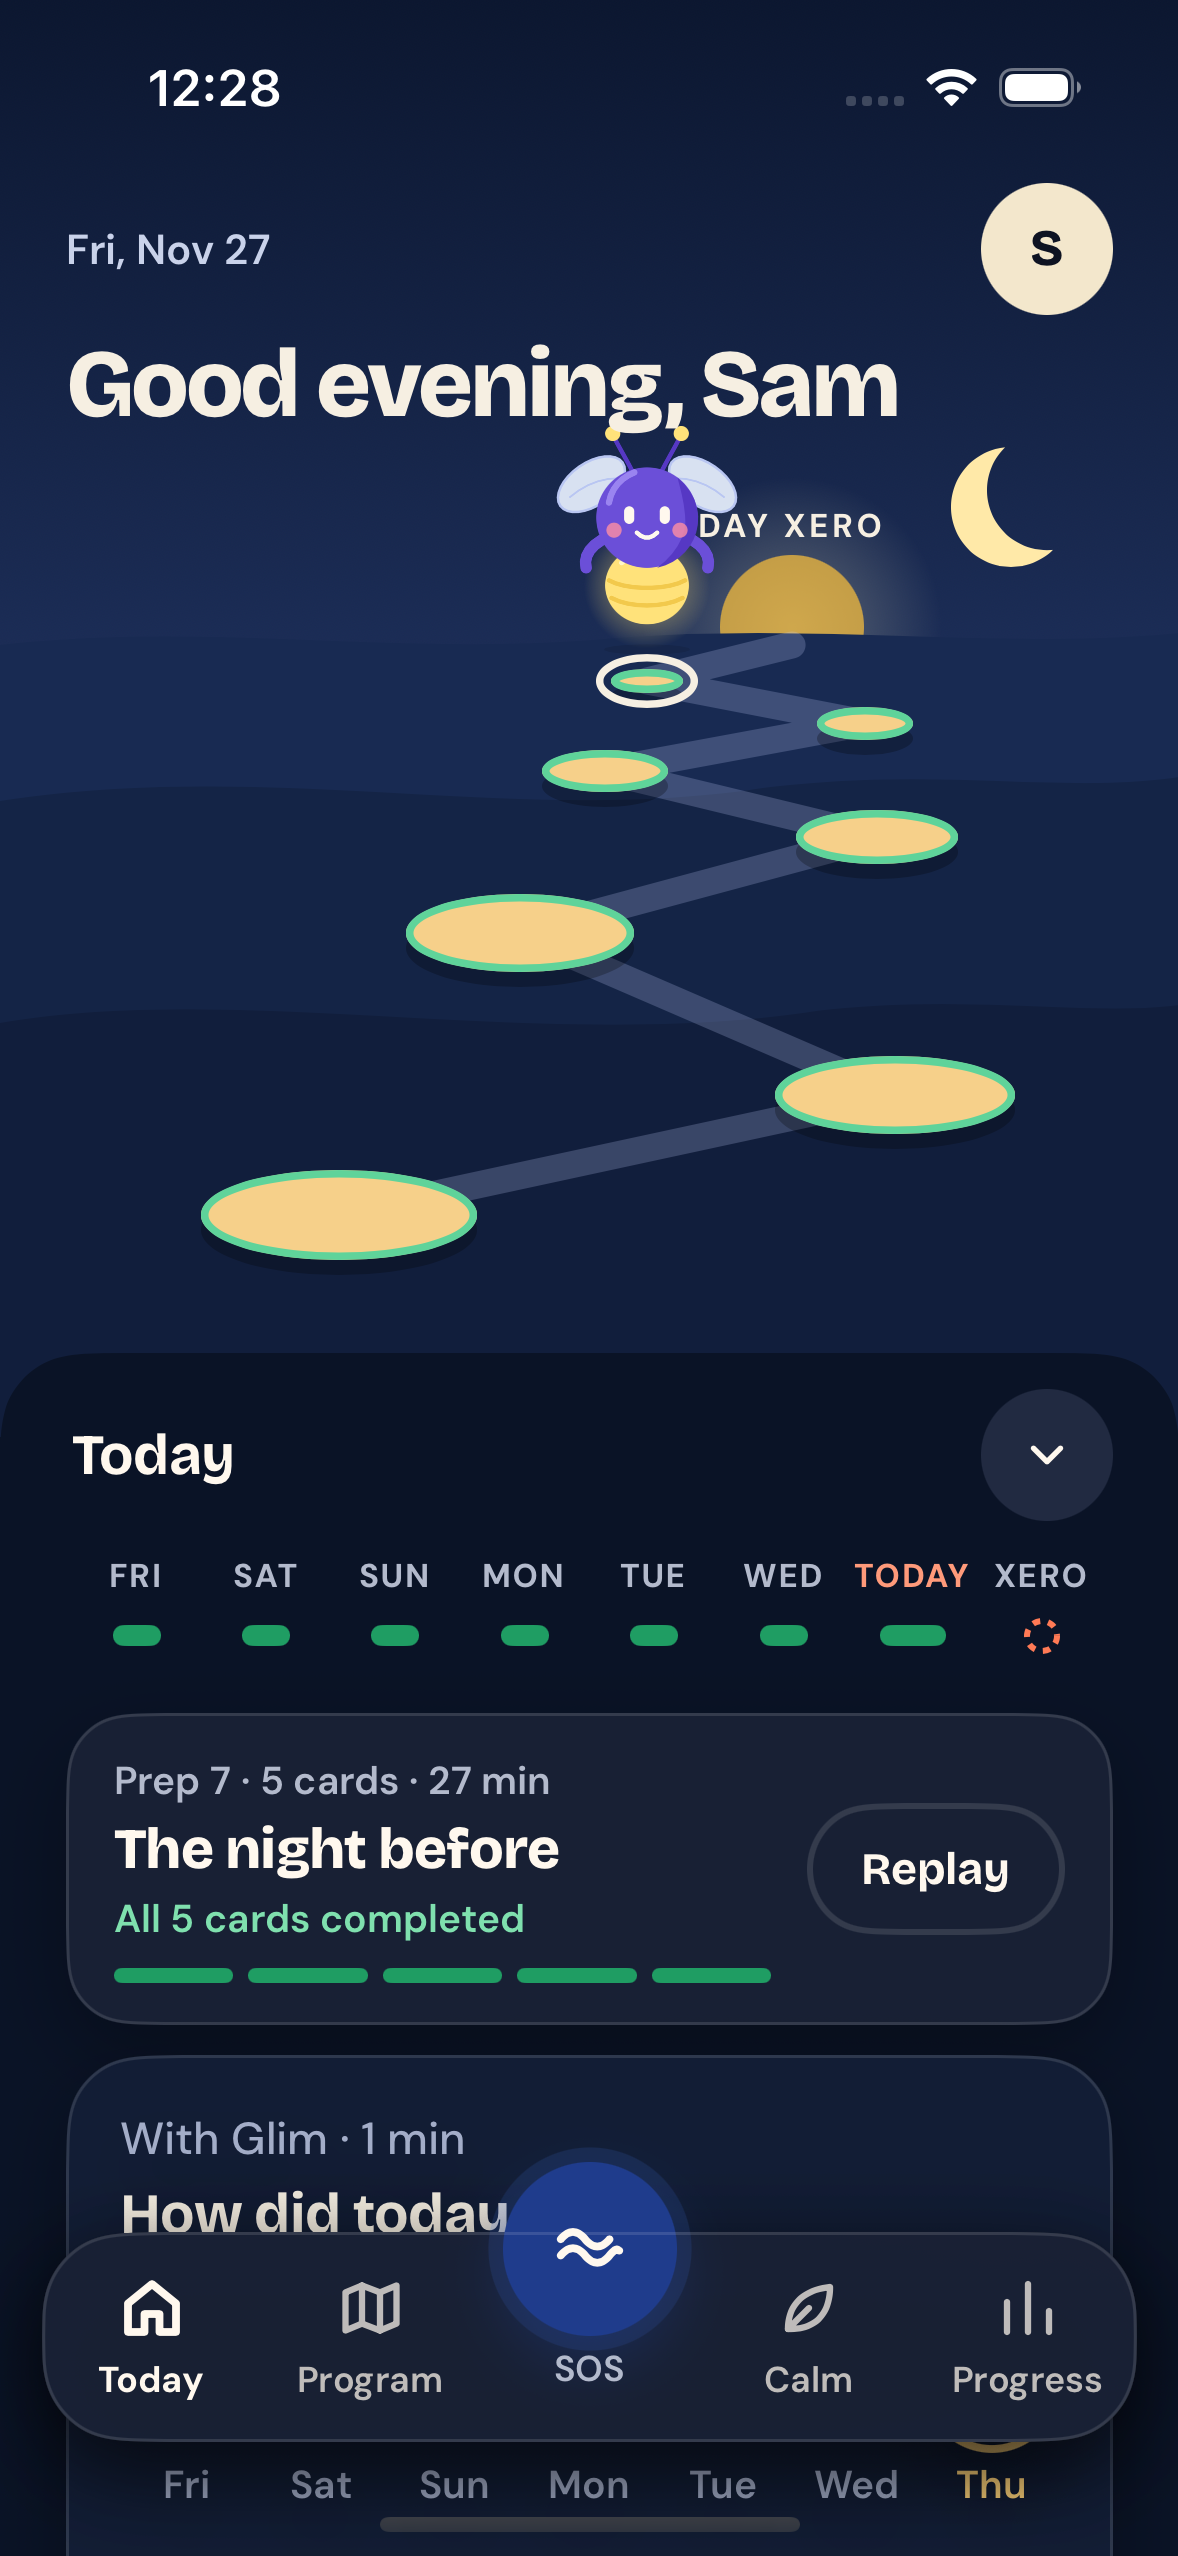 12:28
Fri, Nov 27
S
Good evening, Sam
DAY XERO
Today
FRI SAT SUN MON TUE WED TODAY XERO
Prep 7 · 5 cards · 27 min
The night before
Replay
All 5 cards completed
With Glim · 1 min
How did today
SOS
Today Program Calm Progress
Fri Sat Sun Mon Tue Wed Thu